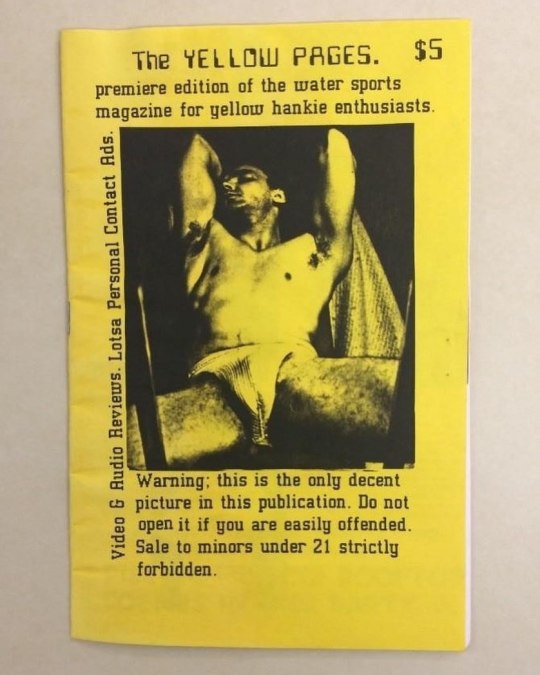 The YELLOW PAGES.
$5
premiere edition of the water sports
magazine for yellow hankie enthusiasts.
Video & Audio Reviews. Lotsa Personal Contact Ads.
Warning; this is the only decent
picture in this publication. Do not
open it if you are easily offended.
Sale to minors under 21 strictly
forbidden.